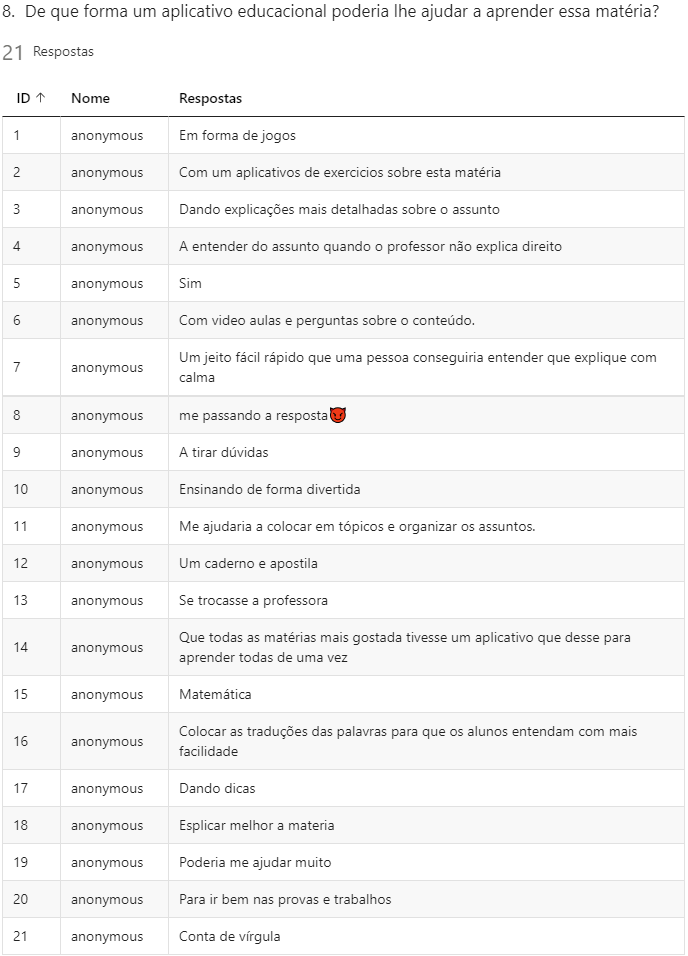 8. De que forma um aplicativo educacional poderia lhe ajudar a aprender essa matéria?
21 Respostas
ID ↑ Nome Respostas
1 anonymous Em forma de jogos
2 anonymous Com um aplicativos de exercicios sobre esta matéria
3 anonymous Dando explicações mais detalhadas sobre o assunto
4 anonymous A entender do assunto quando o professor não explica direito
5 anonymous Sim
6 anonymous Com video aulas e perguntas sobre o conteúdo.
7 anonymous Um jeito fácil rápido que uma pessoa conseguiria entender que explique com
calma
8 anonymous me passando a resposta😈
9 anonymous A tirar dúvidas
10 anonymous Ensinando de forma divertida
11 anonymous Me ajudaria a colocar em tópicos e organizar os assuntos.
12 anonymous Um caderno e apostila
13 anonymous Se trocasse a professora
14 anonymous Que todas as matérias mais gostada tivesse um aplicativo que desse para
aprender todas de uma vez
15 anonymous Matemática
16 anonymous Colocar as traduções das palavras para que os alunos entendam com mais
facilidade
17 anonymous Dando dicas
18 anonymous Esplicar melhor a materia
19 anonymous Poderia me ajudar muito
20 anonymous Para ir bem nas provas e trabalhos
21 anonymous Conta de vírgula